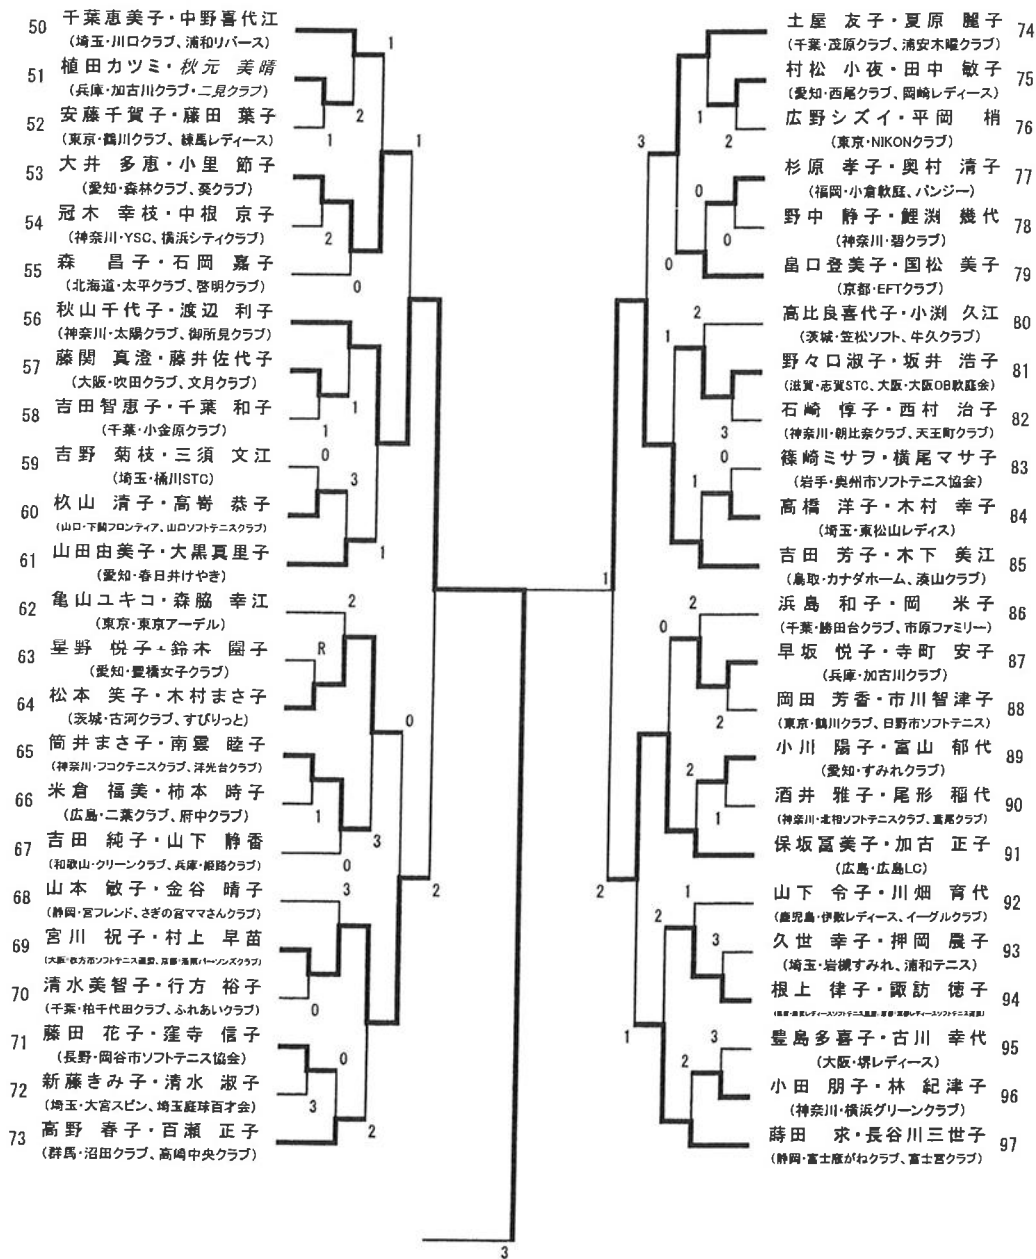 50 千葉恵美子・中野喜代江
(埼玉・川口クラブ、浦和リバース)
51 植田カツミ・秋元 美晴
(兵庫・加古川クラブ・二見クラブ)
52 安藤千賀子・藤田 葉子
(東京・鶴川クラブ、練馬レディース)
53 大井 多恵・小里 節子
(愛知・森林クラブ、葵クラブ)
54 冠木 幸枝・中根 京子
(神奈川・YSC、横浜シティクラブ)
55 森 昌子・石岡 嘉子
(北海道・太平クラブ、啓明クラブ)
56 秋山千代子・渡辺 利子
(神奈川・太陽クラブ、御所見クラブ)
57 藤関 真澄・藤井佐代子
(大阪・吹田クラブ、文月クラブ)
58 吉田智恵子・千葉 和子
(千葉・小金原クラブ)
59 吉野 菊枝・三須 文江
(埼玉・桶川STC)
60 杦山 清子・高嵜 恭子
(山口・下関フロンティア、山口ソフトテニスクラブ)
61 山田由美子・大黒真里子
(愛知・春日井けやき)
62 亀山ユキコ・森脇 幸江
(東京・東京アーデル)
63 星野 悦子・鈴木 園子
(愛知・豊橋女子クラブ)
64 松本 笑子・木村まさ子
(茨城・古河クラブ、すぴりっと)
65 筒井まさ子・南雲 睦子
(神奈川・フコクテニスクラブ、洋光台クラブ)
66 米倉 福美・柿本 時子
(広島・二葉クラブ、府中クラブ)
67 吉田 純子・山下 静香
(和歌山・クリーンクラブ、兵庫・姫路クラブ)
68 山本 敏子・金谷 晴子
(静岡・宮フレンド、さぎの宮ママさんクラブ)
69 宮川 祝子・村上 早苗
70 清水美智子・行方 裕子
(千葉・柏千代田クラブ、ふれあいクラブ)
71 藤田 花子・窪寺 信子
(長野・岡谷市ソフトテニス協会)
72 新藤きみ子・清水 淑子
(埼玉・大宮スピン、埼玉庭球百才会)
73 高野 春子・百瀬 正子
(群馬・沼田クラブ、高崎中央クラブ)
1
2
1
1
2
0
1
1
0
3
1
2
R
0
1
3
0
2
3
0
0
3
2
3
1
土屋 友子・夏原 麗子 74
(千葉・茂原クラブ、浦安木曜クラブ)
村松 小夜・田中 敏子 75
(愛知・西尾クラブ、岡崎レディース)
広野シズイ・平岡 梢 76
(東京・NIKONクラブ)
杉原 孝子・奥村 清子 77
(福岡・小倉軟庭、パンジー)
野中 静子・鯉渕 幾代 78
(神奈川・碧クラブ)
畠口登美子・国松 美子 79
(京都・EFTクラブ)
高比良喜代子・小渕 久江 80
(茨城・笠松ソフト、牛久クラブ)
野々口淑子・坂井 浩子 81
(滋賀・志賀STC、大阪・大阪OB軟庭会)
石崎 惇子・西村 治子 82
(神奈川・朝比奈クラブ、天王町クラブ)
篠崎ミサヲ・横尾マサ子 83
(岩手・奥州市ソフトテニス協会)
高橋 洋子・木村 幸子 84
(埼玉・東松山レディス)
吉田 芳子・木下 美江 85
(鳥取・カナダホーム、湊山クラブ)
浜島 和子・岡 米子 86
(千葉・勝田台クラブ、市原ファミリー)
早坂 悦子・寺町 安子 87
(兵庫・加古川クラブ)
岡田 芳香・市川智津子 88
(東京・鶴川クラブ、日野市ソフトテニス)
小川 陽子・富山 郁代 89
(愛知・すみれクラブ)
酒井 雅子・尾形 稲代 90
(神奈川・北相ソフトテニスクラブ、鳶尾クラブ)
保坂冨美子・加古 正子 91
(広島・広島LC)
山下 令子・川畑 育代 92
(鹿児島・伊敷レディース、イーグルクラブ)
久世 幸子・押岡 農子 93
(埼玉・岩槻すみれ、浦和テニス)
根上 律子・諏訪 徳子 94
豊島多喜子・古川 幸代 95
(大阪・堺レディース)
小田 朋子・林 紀津子 96
(神奈川・横浜グリーンクラブ)
蒔田 求・長谷川三世子 97
(静岡・富士雁がねクラブ、富士宮クラブ)
3
1
2
0
0
0
2
1
3
0
1
2
0
2
2
1
2
1
2
3
1
3
2